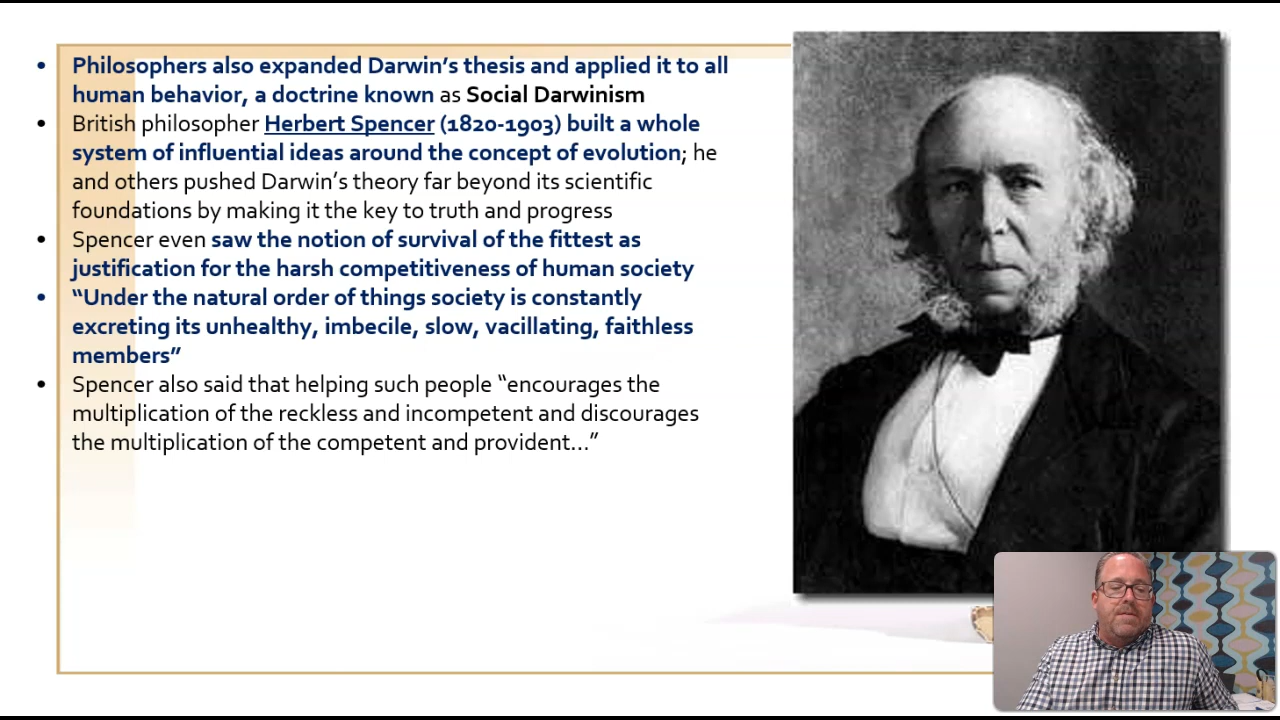 • Philosophers also expanded Darwin's thesis and applied it to all
human behavior, a doctrine known as Social Darwinism
• British philosopher Herbert Spencer (1820-1903) built a whole
system of influential ideas around the concept of evolution; he
and others pushed Darwin's theory far beyond its scientific
foundations by making it the key to truth and progress
• Spencer even saw the notion of survival of the fittest as
justification for the harsh competitiveness of human society
• “Under the natural order of things society is constantly
excreting its unhealthy, imbecile, slow, vacillating, faithless
members”
• Spencer also said that helping such people “encourages the
multiplication of the reckless and incompetent and discourages
the multiplication of the competent and provident...”